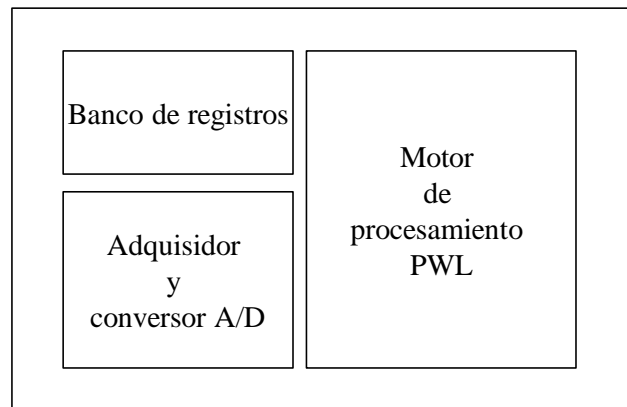 Banco de registros
Adquisidor
y
conversor A/D
Motor
de
procesamiento
PWL